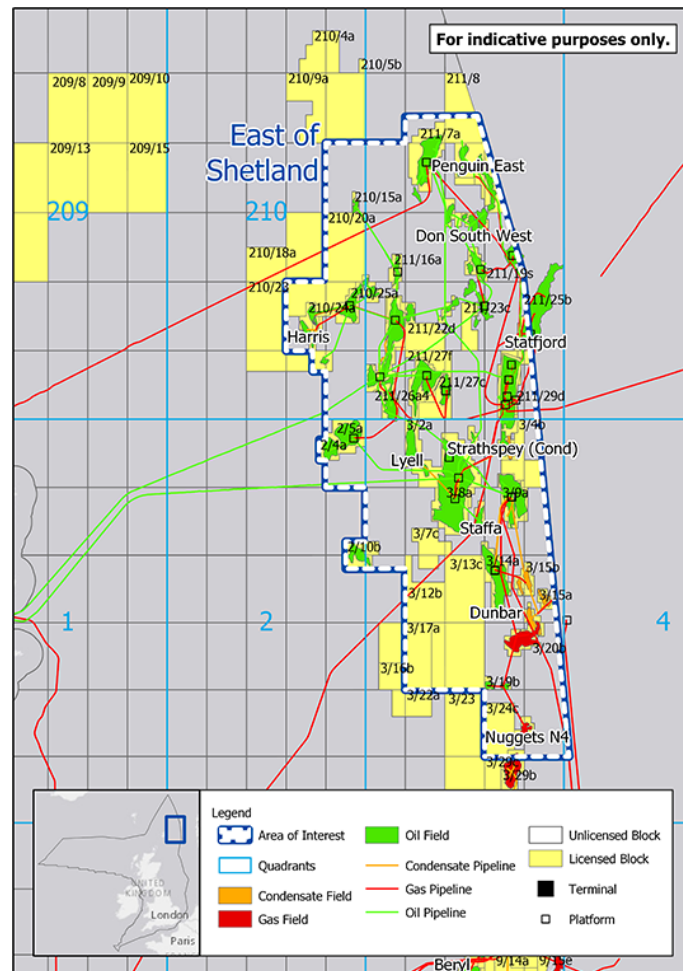 210/4a
For indicative purposes only.
210/5b
209/8
209/9
209/10
210/9a
211/8
211/7a
East of
Shetland
209/13
209/15
Penguin East
210/15a
209
210
210/20a
Don South West
210/18a
211/16a
211/19s
210/23
210/25a
211/25b
210/24a
211/23c
211/22d
Harris
Statfjord
211/27f
211/27c
211/26a4
211/29d
2/5a
3/2a
3/4b
2/4a
Lyell
Strathspey (Cond)
3/8a
3/9a
Staffa
3/7c
2/10b
3/13c
3/14a
3/15b
3/12b
3/15a
Dunbar
1
2
3/17a
4
3/20b
3/16b
3/19b
3/22a
3/23
3/24c
Nuggets N4
3/29b
Legend
Area of Interest
Oil Field
Unlicensed Block
Quadrants
Condensate Pipeline
Licensed Block
Condensate Field
Gas Pipeline
Terminal
Gas Field
Oil Pipeline
Platform
UNITED
KINGDOM
London
Paris
Beryl
9/14a